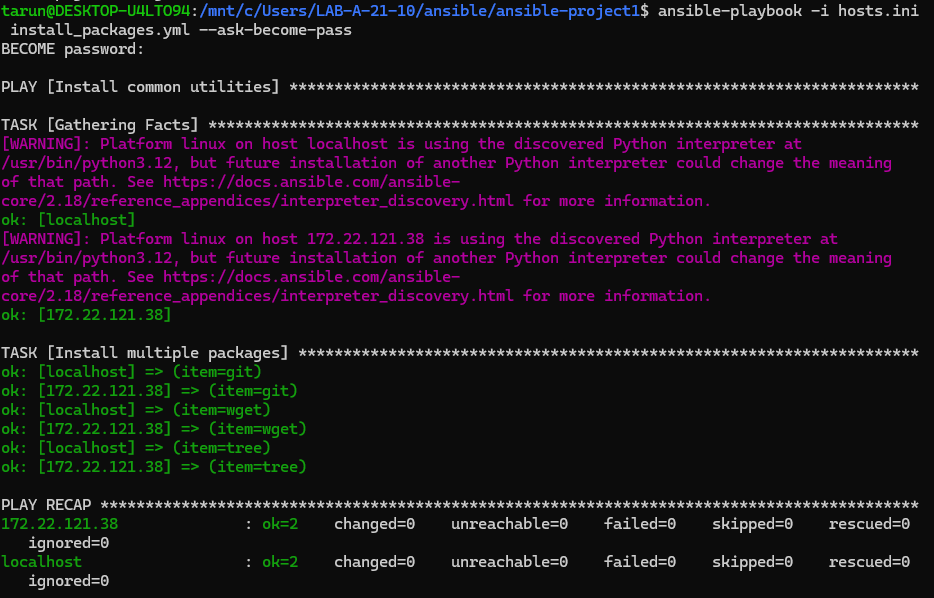 tarun@DESKTOP-U4LTO94:/mnt/c/Users/LAB-A-21-10/ansible/ansible-project1$ ansible-playbook -i hosts.ini
 install_packages.yml --ask-become-pass
BECOME password:
PLAY [Install common utilities] **********************************************************************
TASK [Gathering Facts] *******************************************************************************
[WARNING]: Platform linux on host localhost is using the discovered Python interpreter at
/usr/bin/python3.12, but future installation of another Python interpreter could change the meaning
of that path. See https://docs.ansible.com/ansible-
core/2.18/reference_appendices/interpreter_discovery.html for more information.
ok: [localhost]
[WARNING]: Platform linux on host 172.22.121.38 is using the discovered Python interpreter at
/usr/bin/python3.12, but future installation of another Python interpreter could change the meaning
of that path. See https://docs.ansible.com/ansible-
core/2.18/reference_appendices/interpreter_discovery.html for more information.
ok: [172.22.121.38]
TASK [Install multiple packages] *********************************************************************
ok: [localhost] => (item=git)
ok: [172.22.121.38] => (item=git)
ok: [localhost] => (item=wget)
ok: [172.22.121.38] => (item=wget)
ok: [localhost] => (item=tree)
ok: [172.22.121.38] => (item=tree)
PLAY RECAP *******************************************************************************************
172.22.121.38              : ok=2    changed=0    unreachable=0    failed=0    skipped=0    rescued=0
   ignored=0
localhost                  : ok=2    changed=0    unreachable=0    failed=0    skipped=0    rescued=0
   ignored=0